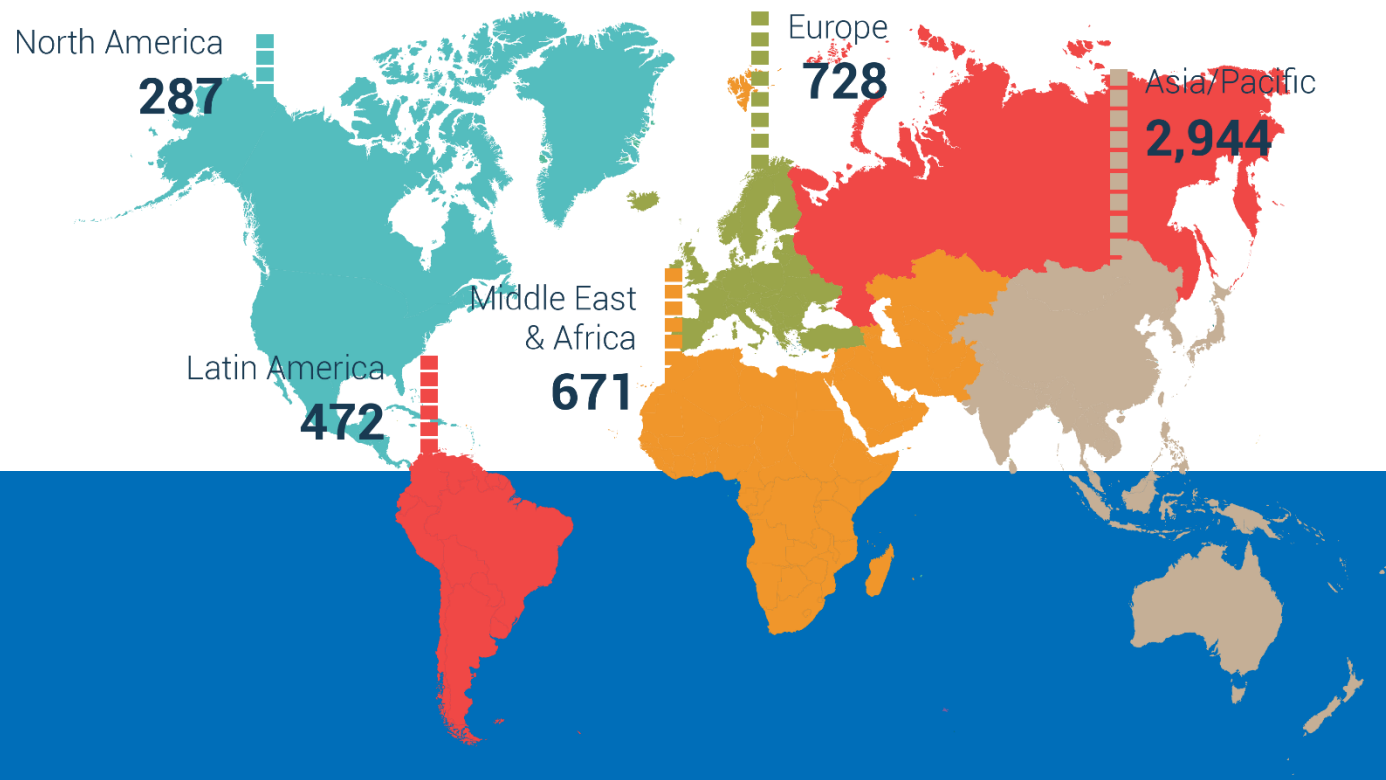 North America
287
Europe
728
Asia/Pacific
2,944
Middle East
& Africa
671
Latin America
472